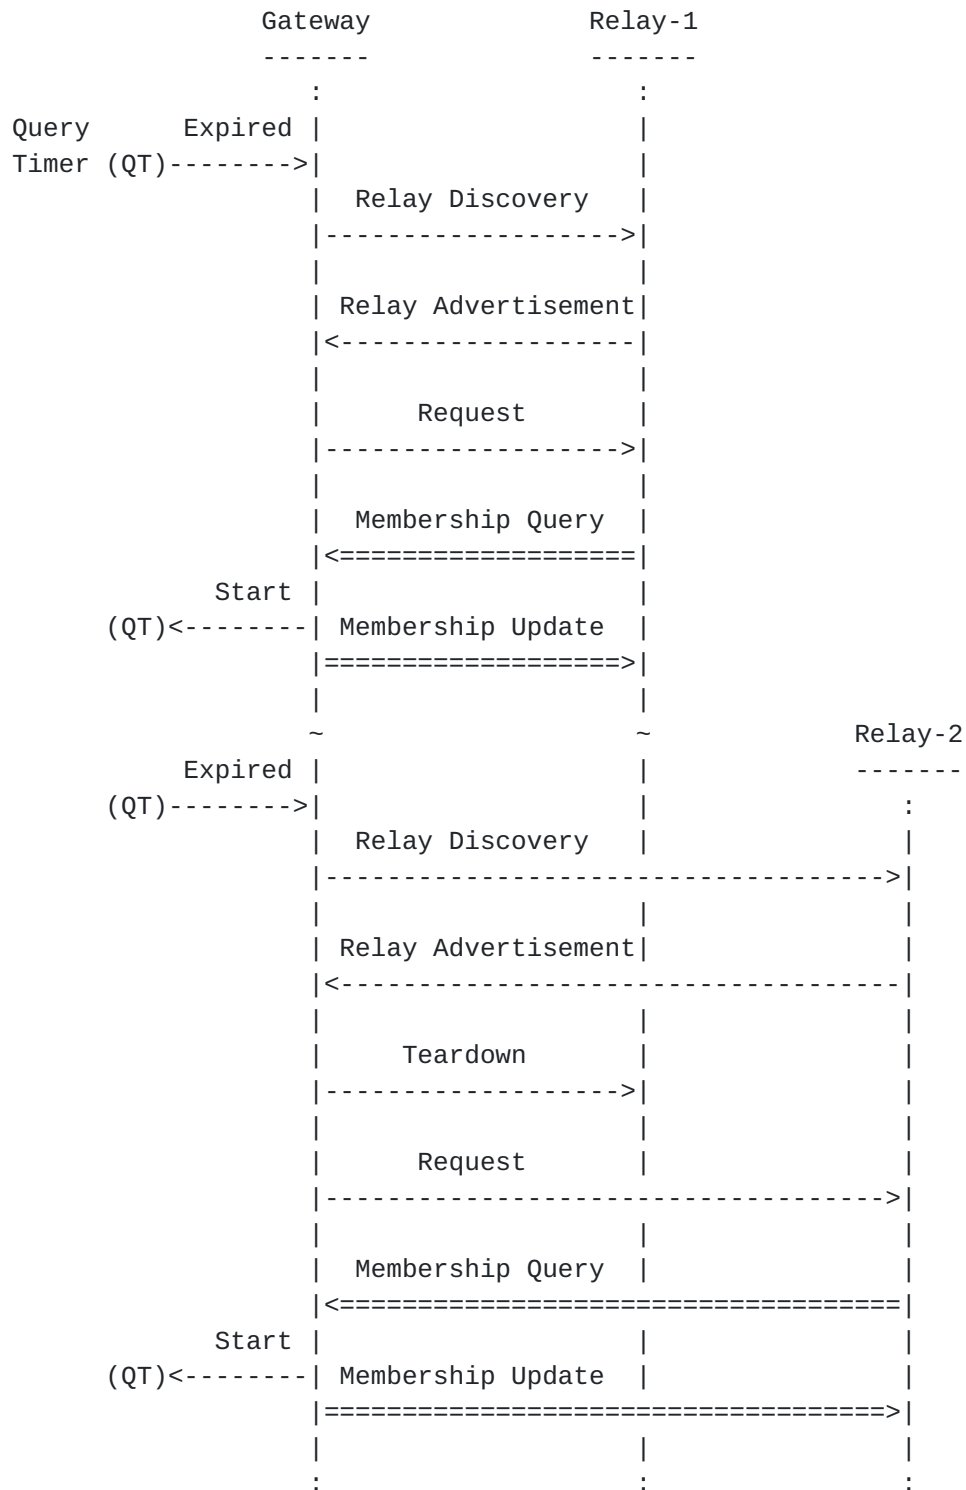 Gateway Relay-1
------- -------
: :
Query Expired | |
Timer (QT)-------->| |
| Relay Discovery |
|------------------->|
| |
| Relay Advertisement|
|<-------------------|
| |
| Request |
|------------------->|
| |
| Membership Query |
|<===================|
Start | |
(QT)<--------| Membership Update |
|===================>|
| |
~ ~ Relay-2
Expired | | -------
(QT)-------->| | :
| Relay Discovery | |
|------------------------------------>|
| | |
| Relay Advertisement| |
|<------------------------------------|
| | |
| Teardown | |
|------------------->| |
| | |
| Request | |
|------------------------------------>|
| | |
| Membership Query | |
|<====================================|
Start | | |
(QT)<--------| Membership Update | |
|====================================>|
| | |
: : :